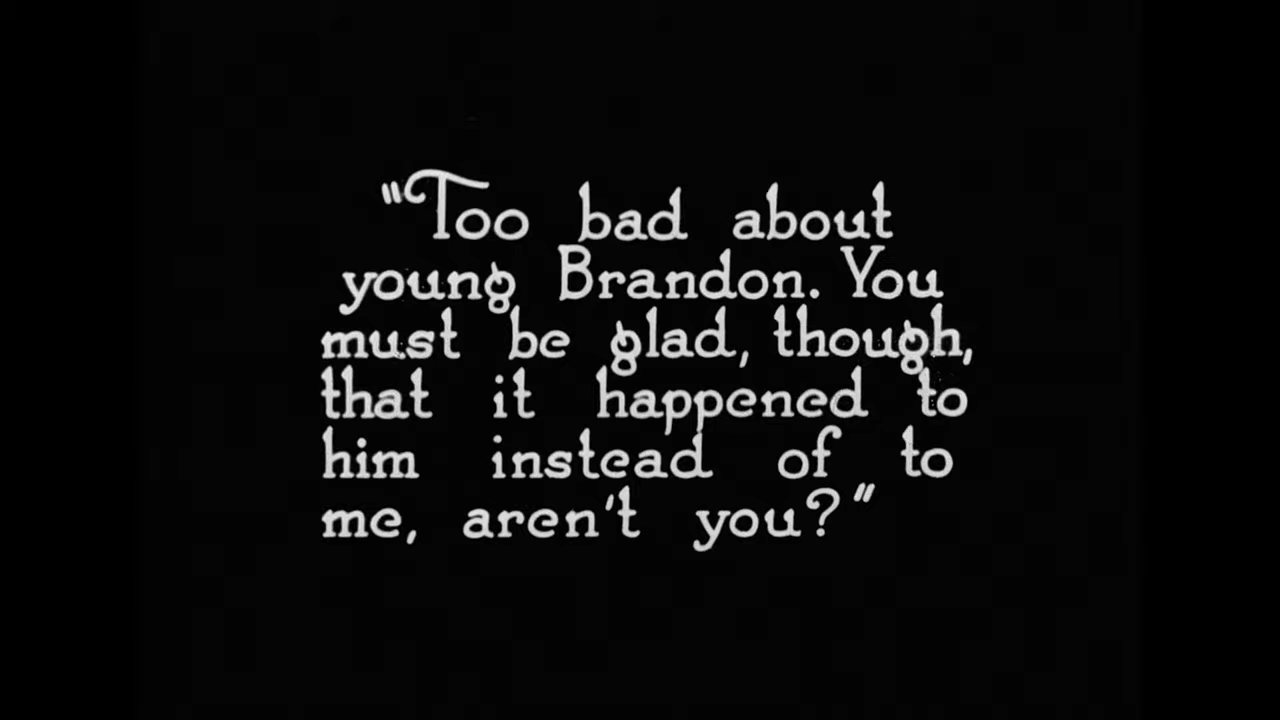 "Too bad about
young Brandon. You
must be glad, though,
that it happened to
him instead of to
me, aren't you?"